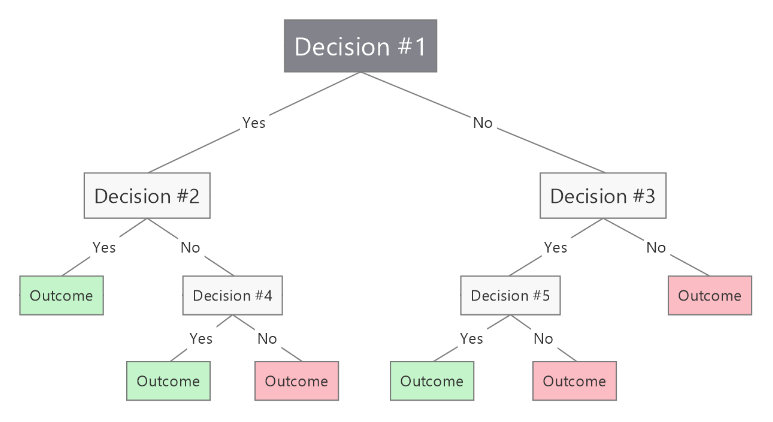 Decision #1
Yes
No
Decision #2
Decision #3
Yes
No
Yes
No
Outcome
Decision #4
Decision #5
Outcome
Yes
No
Yes
No
Outcome
Outcome
Outcome
Outcome